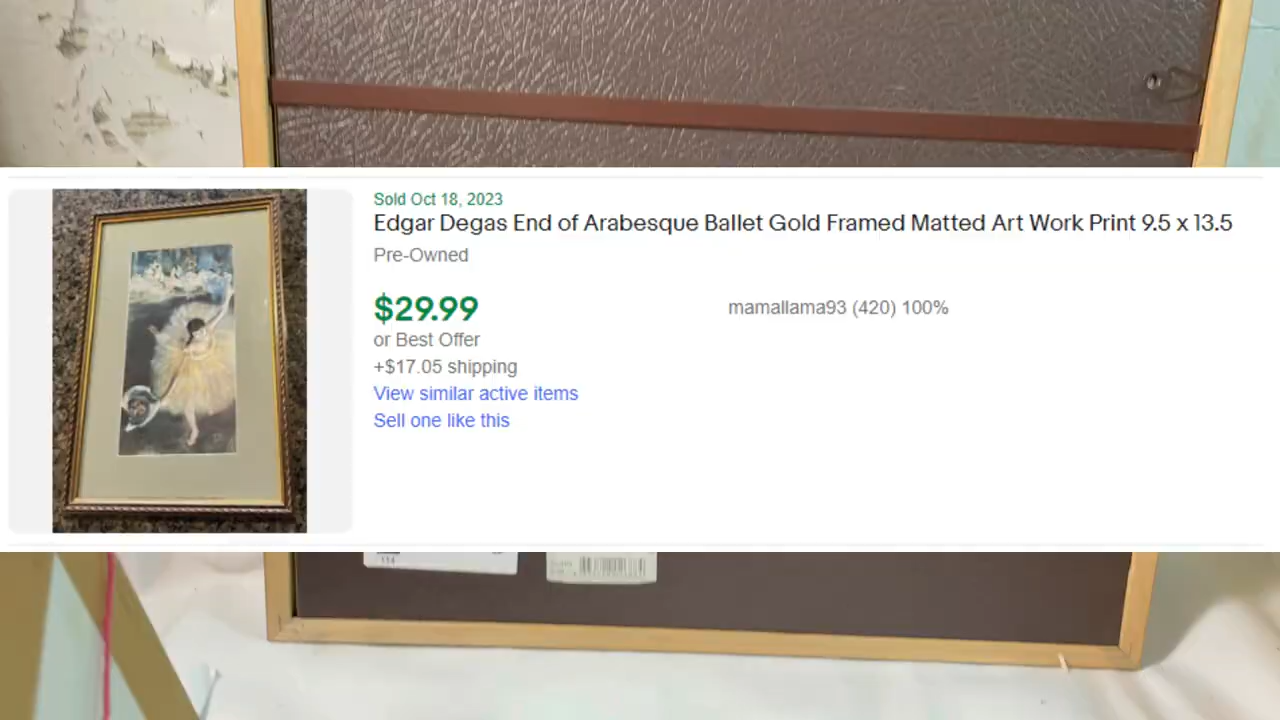 Sold Oct 18, 2023
Edgar Degas End of Arabesque Ballet Gold Framed Matted Art Work Print 9.5 x 13.5
Pre-Owned
$29.99
mamallama93 (420) 100%
or Best Offer
+$17.05 shipping
View similar active items
Sell one like this